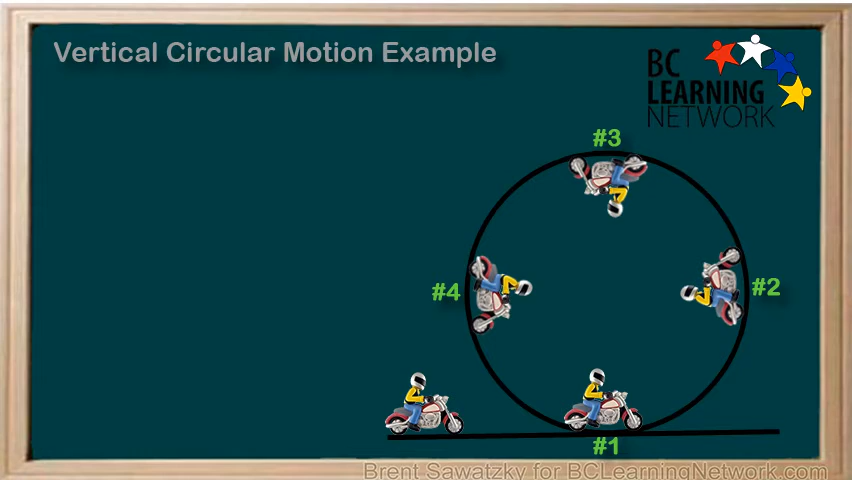 Vertical Circular Motion Example
BC
LEARNING
NETWORK
#3
#4
#2
#1
Brent Sawatzky for BCLearningNetwork.com